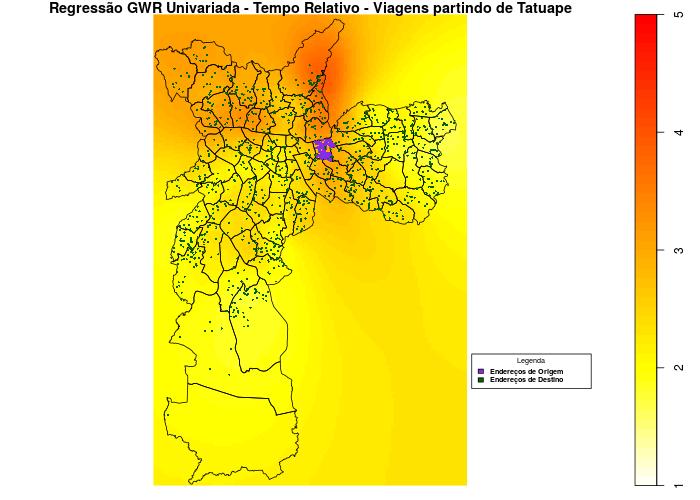 Regressão GWR Univariada - Tempo Relativo - Viagens partindo de Tatuape
5
4
3
2
1
Legenda
Endereços de Origem
Endereços de Destino